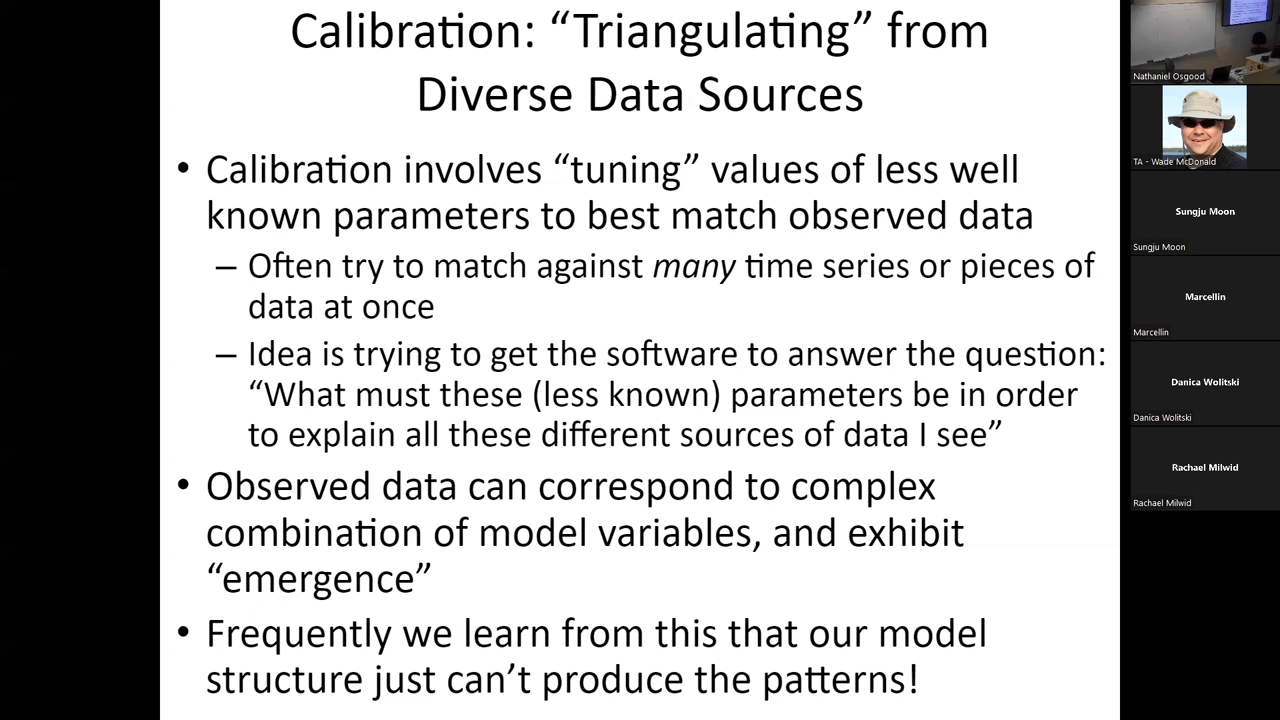 Calibration: “Triangulating” from
Diverse Data Sources
• Calibration involves “tuning” values of less well
known parameters to best match observed data
– Often try to match against many time series or pieces of
data at once
– Idea is trying to get the software to answer the question:
“What must these (less known) parameters be in order
to explain all these different sources of data I see”
• Observed data can correspond to complex
combination of model variables, and exhibit
“emergence”
• Frequently we learn from this that our model
structure just can’t produce the patterns!
Nathaniel Osgood
TA - Wade McDonald
Sungju Moon
Sungju Moon
Marcellin
Marcellin
Danica Wolitski
Danica Wolitski
Rachael Milwid
Rachael Milwid